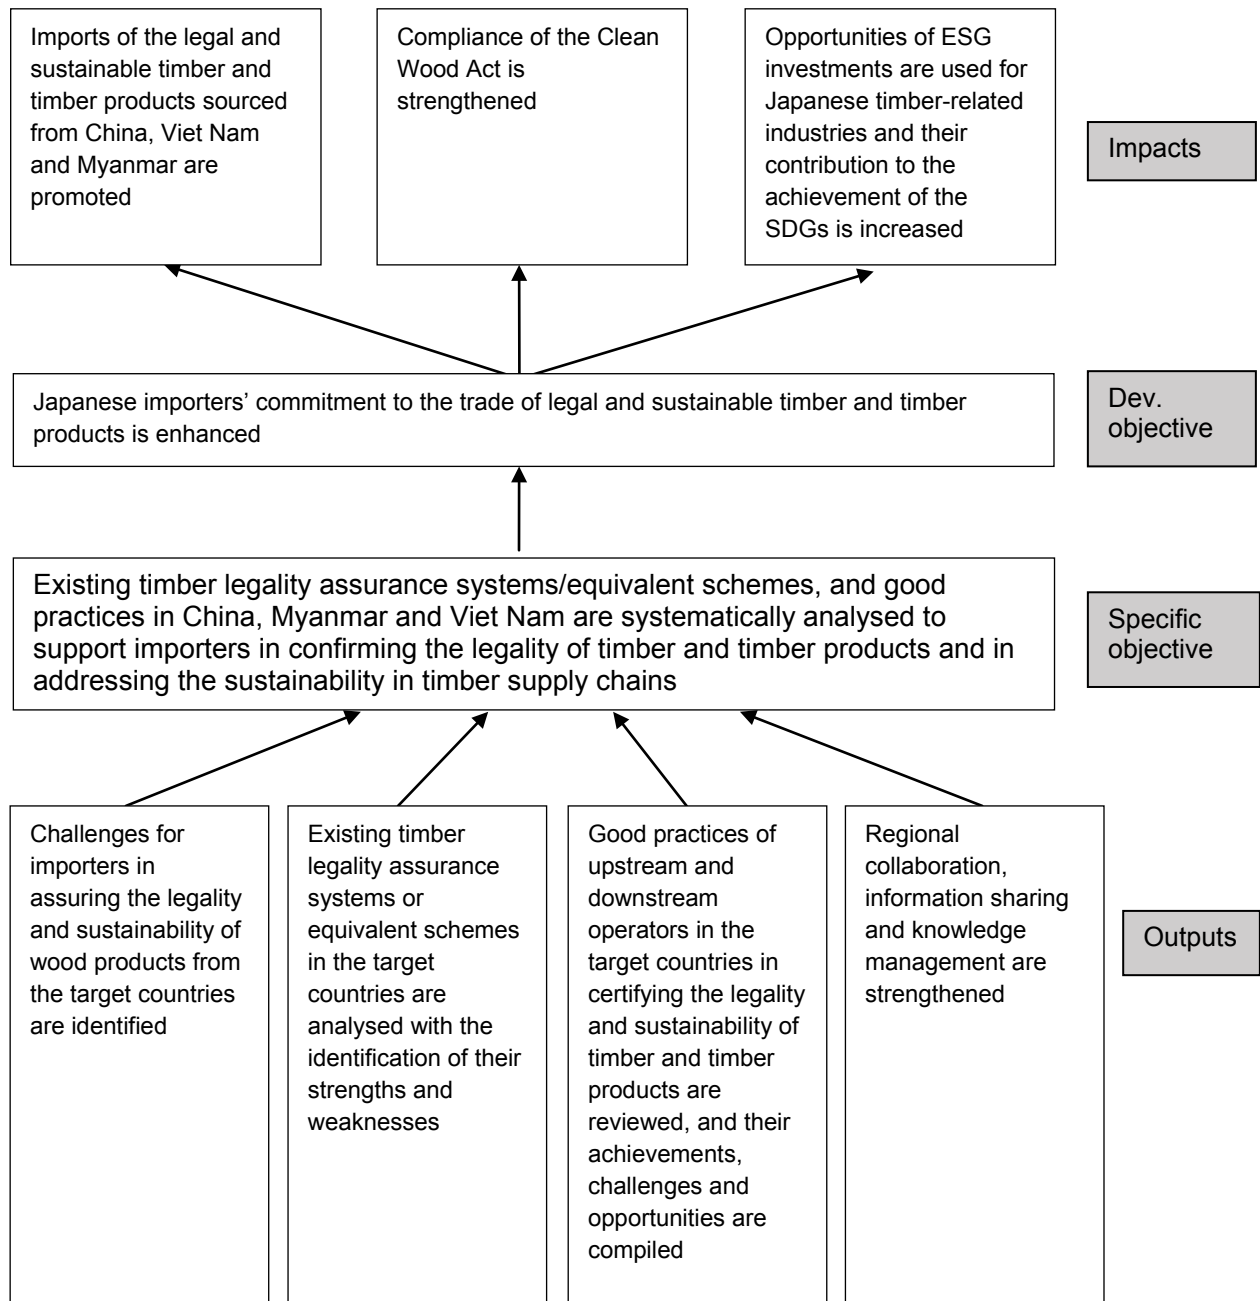 Imports of the legal and
sustainable timber and
timber products sourced
from China, Viet Nam
and Myanmar are
promoted
Compliance of the Clean
Wood Act is
strengthened
Opportunities of ESG
investments are used for
Japanese timber-related
industries and their
contribution to the
achievement of the
SDGs is increased
Impacts
Japanese importers’ commitment to the trade of legal and sustainable timber and timber
products is enhanced
Dev.
objective
Existing timber legality assurance systems/equivalent schemes, and good
practices in China, Myanmar and Viet Nam are systematically analysed to
support importers in confirming the legality of timber and timber products and in
addressing the sustainability in timber supply chains
Specific
objective
Challenges for
importers in
assuring the legality
and sustainability of
wood products from
the target countries
are identified
Existing timber
legality assurance
systems or
equivalent schemes
in the target
countries are
analysed with the
identification of their
strengths and
weaknesses
Good practices of
upstream and
downstream
operators in the
target countries in
certifying the legality
and sustainability of
timber and timber
products are
reviewed, and their
achievements,
challenges and
opportunities are
compiled
Regional
collaboration,
information sharing
and knowledge
management are
strengthened
Outputs